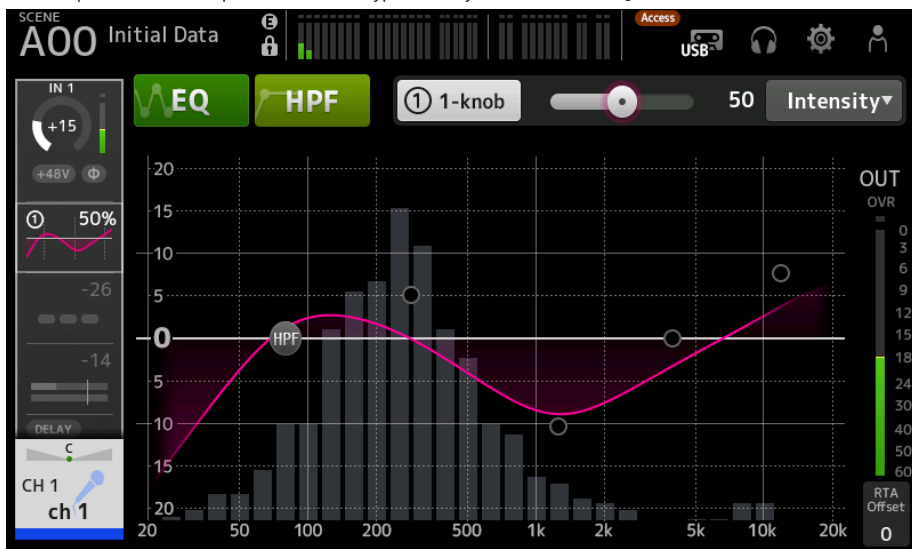 SCENE
A00 Initial Data
E
Access
USB
IN 1
+15
+48V Φ
① 50%
-26
-14
DELAY
C
CH 1
ch 1
EQ
HPF
① 1-knob
50
Intensity▾
20
15
10
5
0
5
10
15
20
HPF
20 50 100 200 500 1k 2k 5k 10k 20k
OUT
OVR
0
3
6
9
12
15
18
24
30
40
50
60
RTA
Offset
0